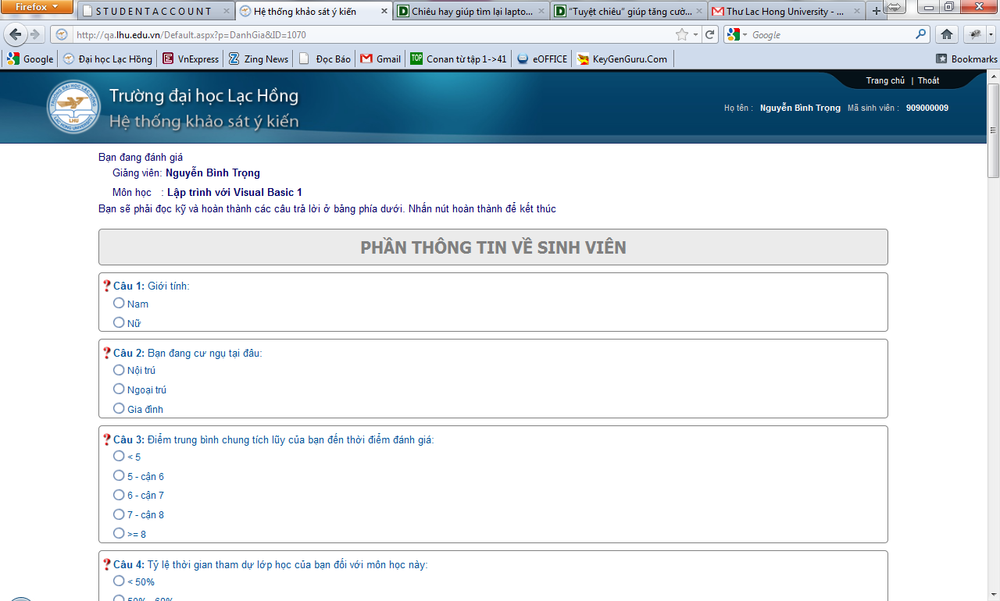 Firefox
S T U D E N T A C C O U N T
Hệ thống khảo sát ý kiến
Chiêu hay giúp tìm lại lapto...
"Tuyệt chiêu" giúp tăng cườ...
Thư Lac Hong University - ...
http://qa.lhu.edu.vn/Default.aspx?p=DanhGia&ID=1070
Google
Google
Đại học Lạc Hồng
VnExpress
Zing News
Đọc Báo
Gmail
TOP
Conan từ tập 1->41
eOFFICE
KeyGenGuru.Com
Bookmarks
Trang chủ | Thoát
Trường đại học Lạc Hồng
Hệ thống khảo sát ý kiến
LHU
Họ tên : Nguyễn Bình Trọng Mã sinh viên : 909000009
Bạn đang đánh giá
Giảng viên: Nguyễn Bình Trọng
Môn học : Lập trình với Visual Basic 1
Bạn sẽ phải đọc kỹ và hoàn thành các câu trả lời ở bảng phía dưới. Nhấn nút hoàn thành để kết thúc
PHẦN THÔNG TIN VỀ SINH VIÊN
Câu 1: Giới tính:
Nam
Nữ
Câu 2: Bạn đang cư ngụ tại đâu:
Nội trú
Ngoại trú
Gia đình
Câu 3: Điểm trung bình chung tích lũy của bạn đến thời điểm đánh giá:
< 5
5 - cận 6
6 - cận 7
7 - cận 8
>= 8
Câu 4: Tỷ lệ thời gian tham dự lớp học của bạn đối với môn học này:
< 50%
50% - 60%